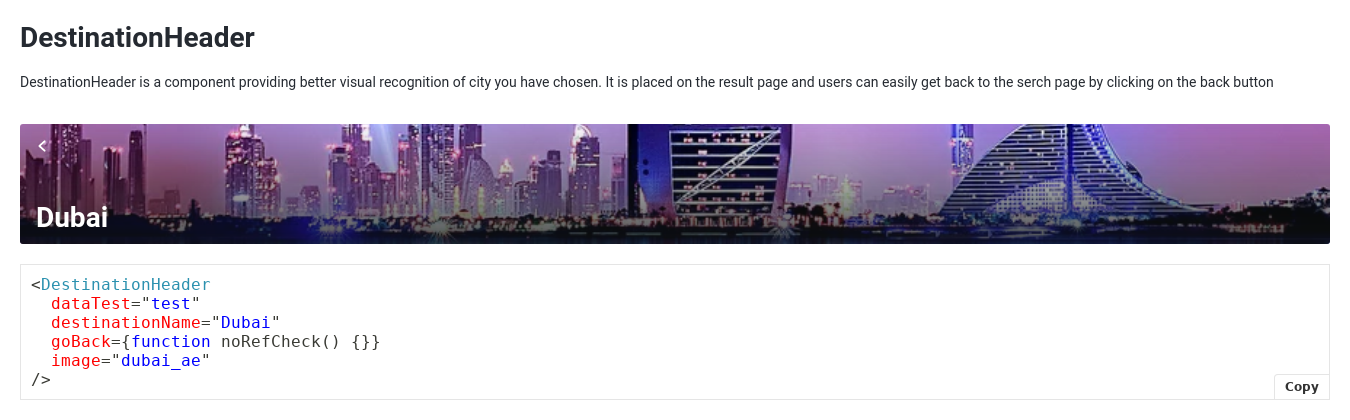 DestinationHeader
DestinationHeader is a component providing better visual recognition of city you have chosen. It is placed on the result page and users can easily get back to the serch page by clicking on the back button
Dubai
<DestinationHeader
  dataTest="test"
  destinationName="Dubai"
  goBack={function noRefCheck() {}}
  image="dubai_ae"
/>
Copy